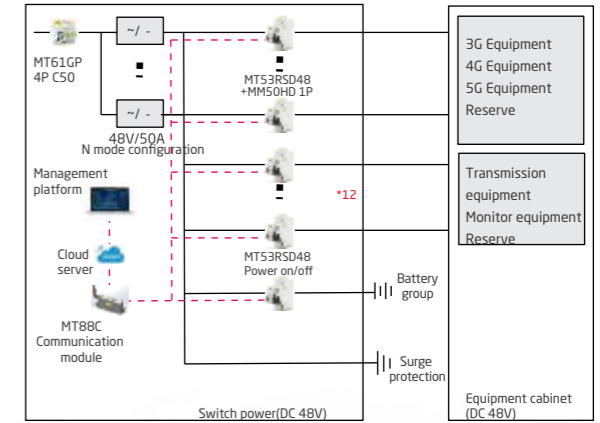 ~/ -
MT61GP
4P C50
~/ -
48V/50A
N mode configuration
Management
platform
Cloud
server
MT88C
Communication
module
MT53RSD48
+MM50HD 1P
*12
MT53RSD48
Power on/off
Battery
group
Surge
protection
Switch power(DC 48V)
3G Equipment
4G Equipment
5G Equipment
Reserve
Transmission
equipment
Monitor equipment
Reserve
Equipment cabinet
(DC 48V)